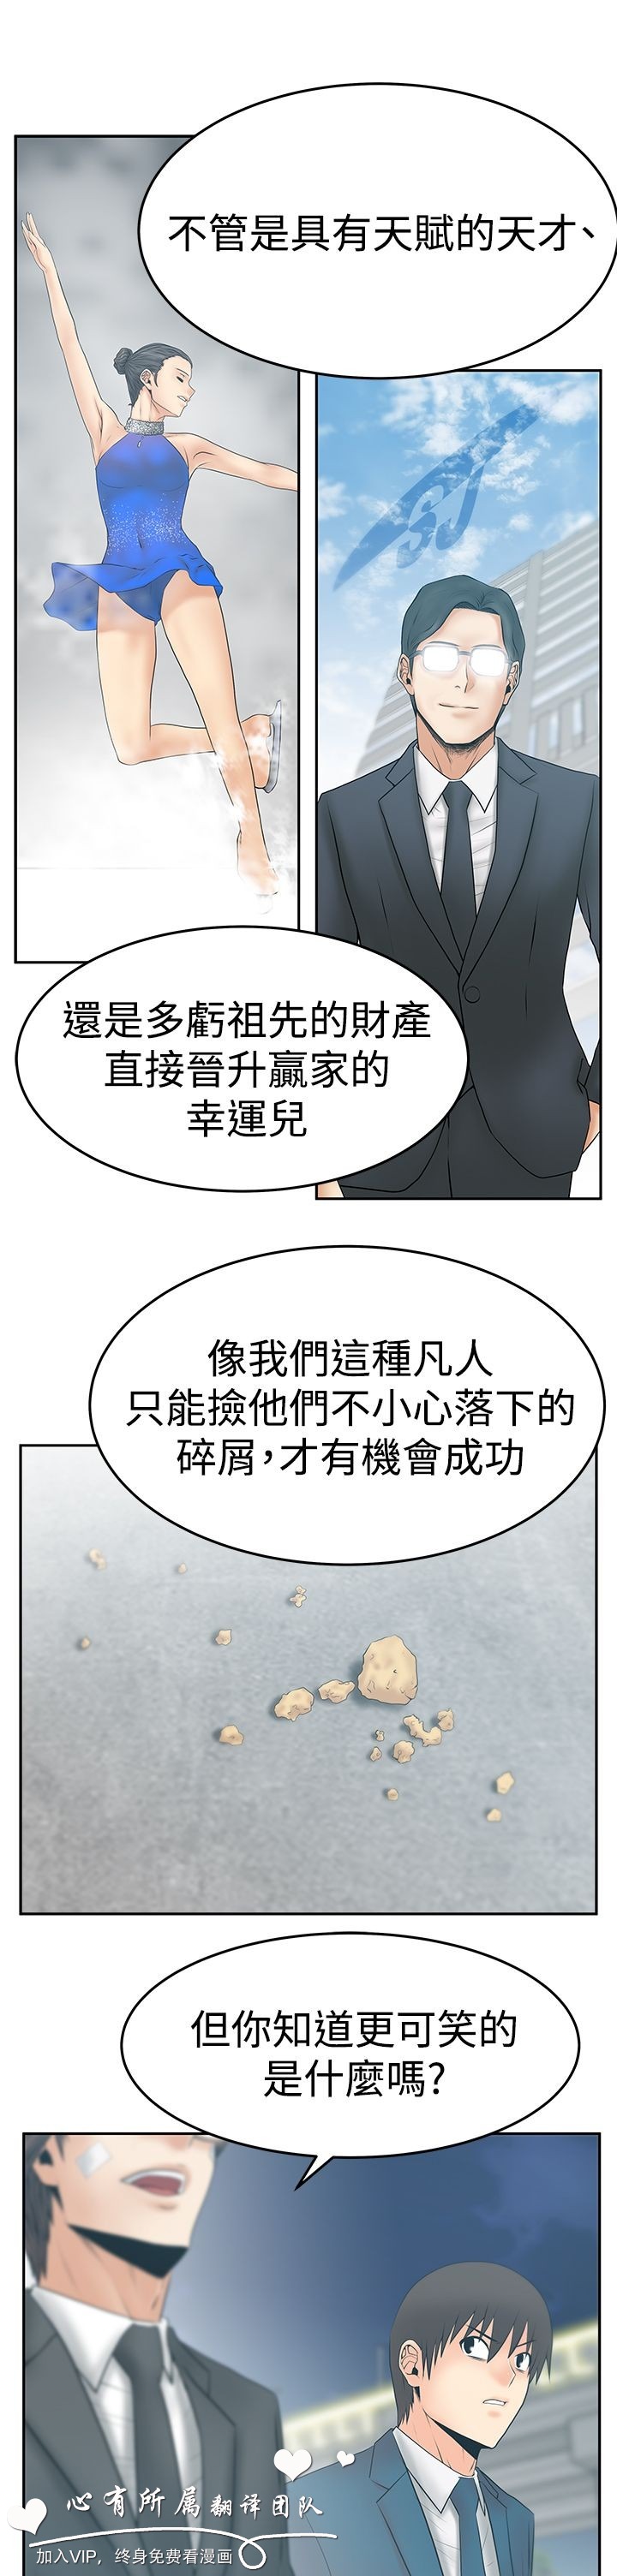 不管是具有天賦的天才、
SJ
還是多虧祖先的財產
直接晉升贏家的
幸運兒
像我們這種凡人
只能撿他們不小心落下的
碎屑，才有機會成功
但你知道更可笑的
是什麼嗎?
心有所属翻译团队
加入VIP，终身免费看漫画